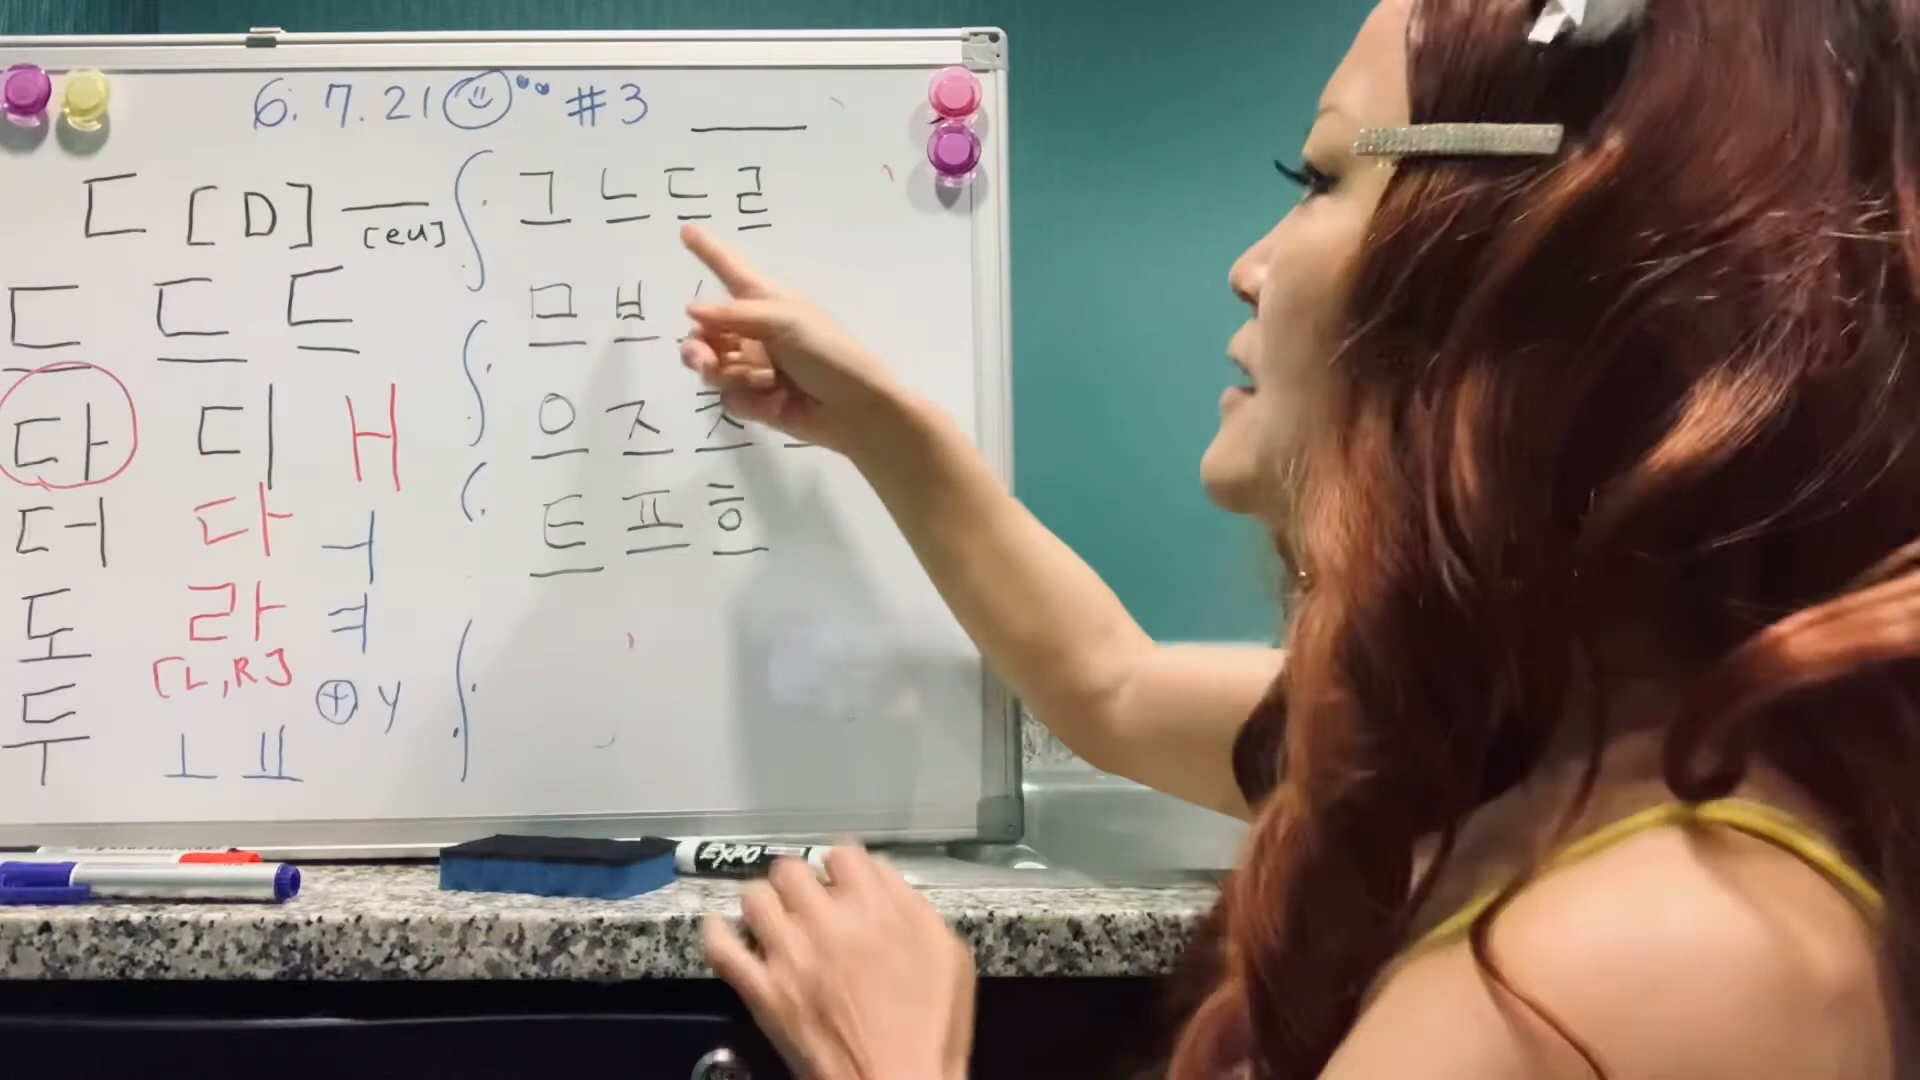 6.7.21 #3
ㄷ [D] ㅡ [eu]
드 드 드
다 디 ㅐ
더 다 ㅓ
도 라 ㅕ
[L,R]
두 ⊕ y
ㅗ ㅛ
그 느 드 르
므 브
으 즈 츠
트 프 흐
EXPO